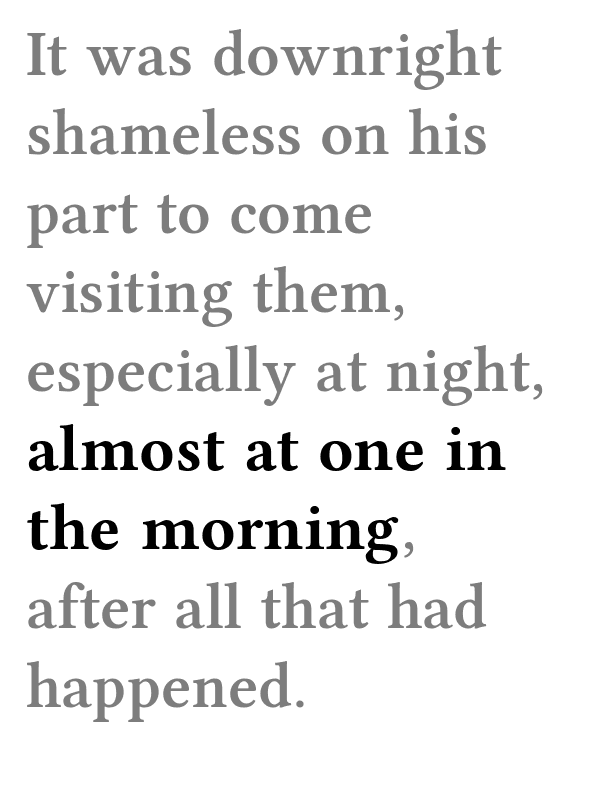 It was downright
shameless on his
part to come
visiting them,
especially at night,
almost at one in
the morning,
after all that had
happened.